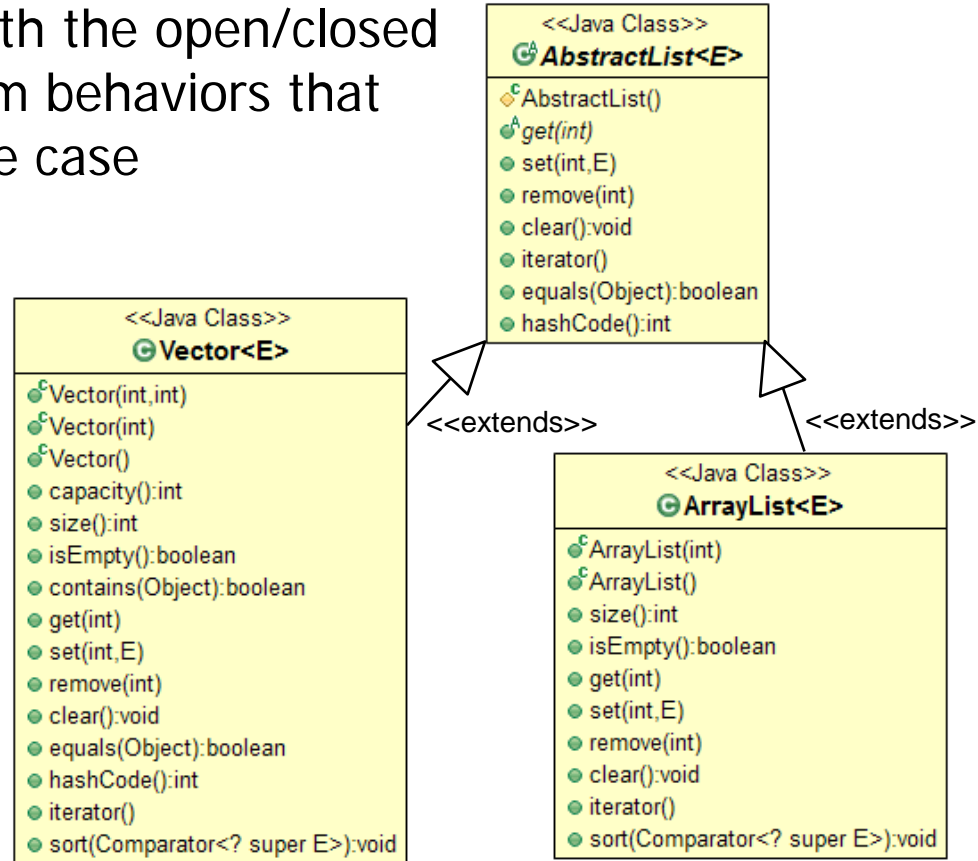 th the open/closed
m behaviors that
e case
<<Java Class>>
AbstractList<E>
AbstractList()
get(int)
set(int,E)
remove(int)
clear():void
iterator()
equals(Object):boolean
hashCode():int
<<Java Class>>
Vector<E>
Vector(int,int)
Vector(int)
Vector()
capacity():int
size():int
isEmpty():boolean
contains(Object):boolean
get(int)
set(int,E)
remove(int)
clear():void
equals(Object):boolean
hashCode():int
iterator()
sort(Comparator<? super E>):void
<<extends>>
<<extends>>
<<Java Class>>
ArrayList<E>
ArrayList(int)
ArrayList()
size():int
isEmpty():boolean
get(int)
set(int,E)
remove(int)
clear():void
iterator()
sort(Comparator<? super E>):void